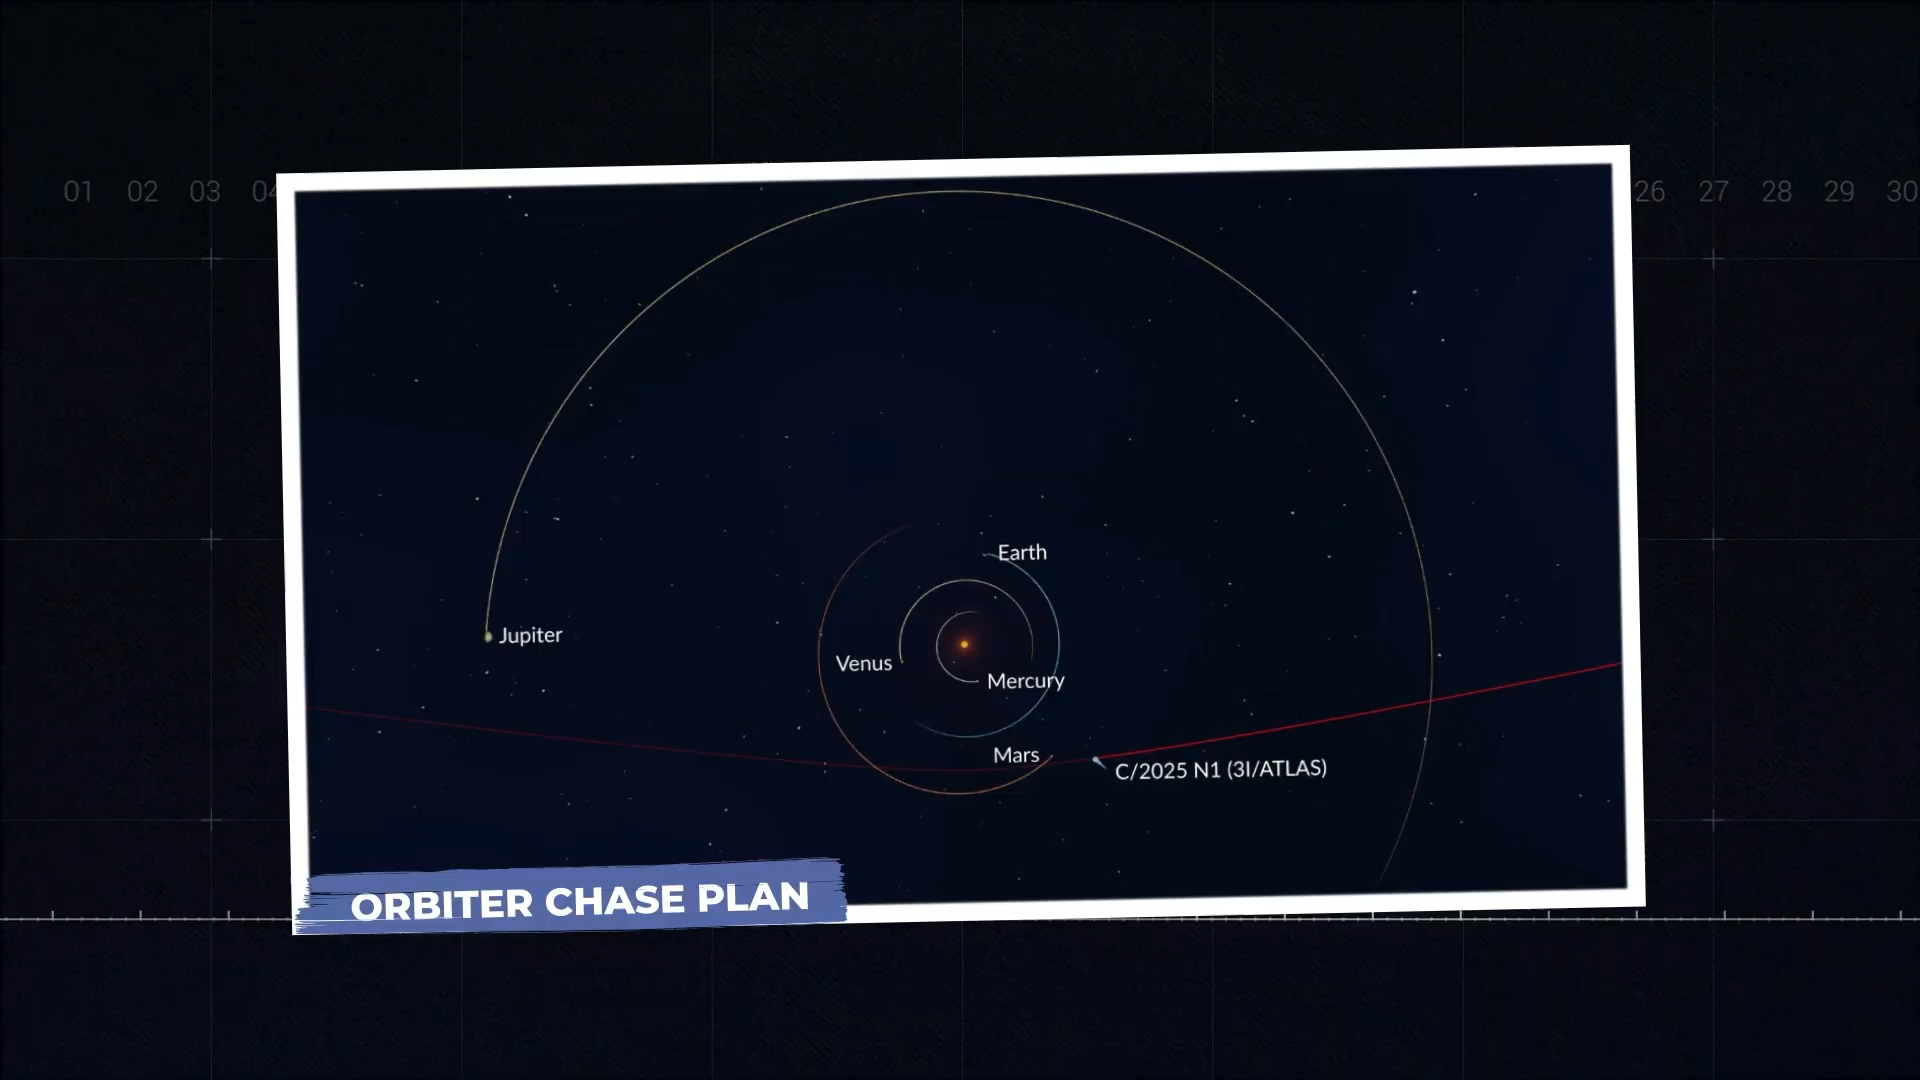 01 02 03 04
26 27 28 29 30
Earth
Jupiter
Venus
Mercury
Mars
C/2025 N1 (3I/ATLAS)
ORBITER CHASE PLAN